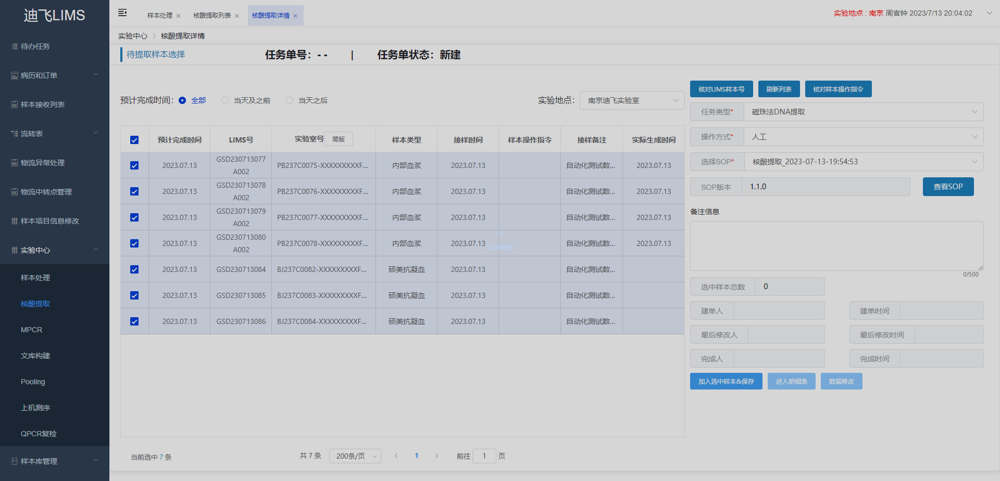 迪飞LIMS
待办任务
病历和订单
样本接收列表
流转表
物流异常处理
物流中转点管理
样本项目信息修改
实验中心
样本处理
核酸提取
MPCR
文库构建
Pooling
上机测序
QPCR复检
样本库管理
样本处理 × 核酸提取列表 × 核酸提取详情 ×
实验地点 : 南京 周官钟 2023/7/13 20:04:02
实验中心 > 核酸提取详情
待提取样本选择 任务单号：- - | 任务单状态：新建
预计完成时间： 全部 当天及之前 当天之后 实验地点： 南京迪飞实验室
预计完成时间 LIMS号 实验室号 简版 样本类型 接样时间 样本操作指令 接样备注 实际生成时间
2023.07.13 GSD230713077A002 PB237C0075-XXXXXXXXXF... 内部血浆 2023.07.13 自动化测试数... 2023.07.13
2023.07.13 GSD230713078A002 PB237C0076-XXXXXXXXXF... 内部血浆 2023.07.13 自动化测试数... 2023.07.13
2023.07.13 GSD230713079A002 PB237C0077-XXXXXXXXXF... 内部血浆 2023.07.13 自动化测试数... 2023.07.13
2023.07.13 GSD230713080A002 PB237C0078-XXXXXXXXXF... 内部血浆 2023.07.13 自动化测试数... 2023.07.13
Loading
2023.07.13 GSD230713084 BJ237C0082-XXXXXXXXXF... 硕美抗凝血 2023.07.13 自动化测试数...
2023.07.13 GSD230713085 BJ237C0083-XXXXXXXXXF... 硕美抗凝血 2023.07.13 自动化测试数...
2023.07.13 GSD230713086 BJ237C0084-XXXXXXXXXF... 硕美抗凝血 2023.07.13 自动化测试数...
当前选中 7 条 共 7 条 200条/页 < 1 > 前往 1 页
核对LIMS样本号 刷新列表 核对样本操作指令
任务类型* 磁珠法DNA提取
操作方式* 人工
选择SOP* 核酸提取_2023-07-13-19:54:53
SOP版本 1.1.0 查看SOP
备注信息
0/500
选中样本总数 0
建单人 建单时间
最后修改人 最后修改时间
完成人 完成时间
加入选中样本&保存 进入明细表 数据修改